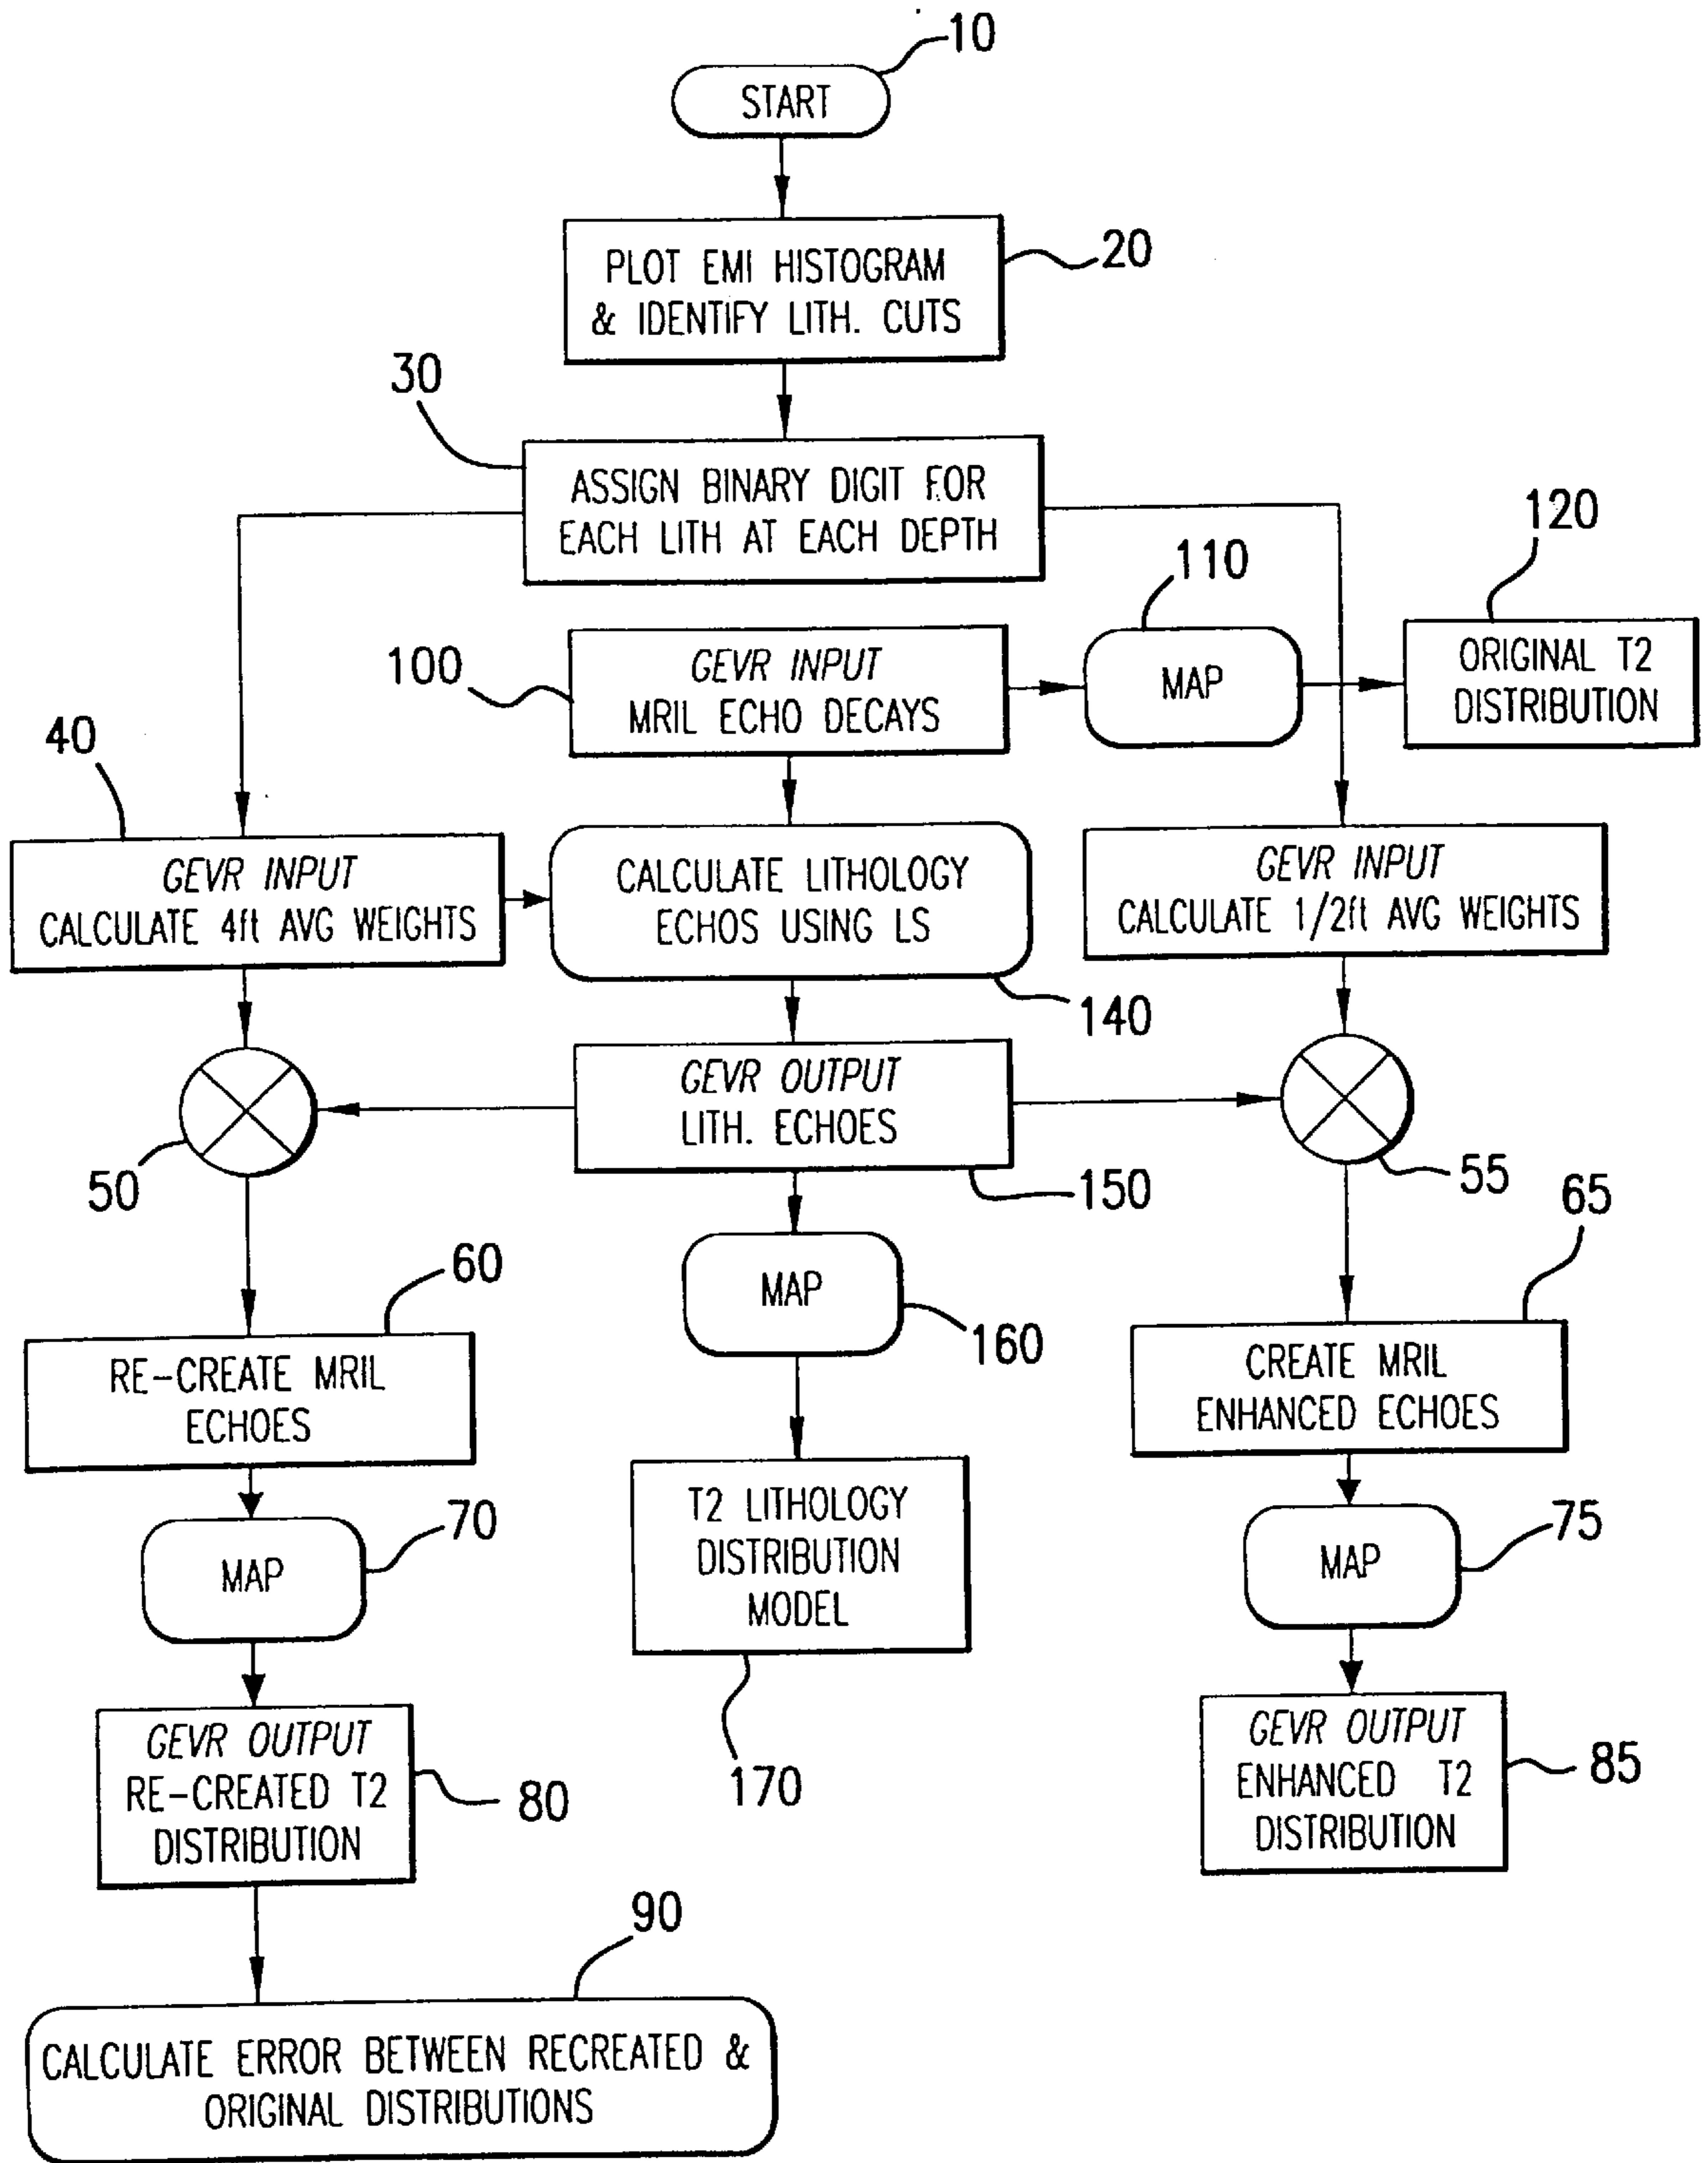 10
START
PLOT EMI HISTOGRAM
& IDENTIFY LITH. CUTS
20
30
ASSIGN BINARY DIGIT FOR
EACH LITH AT EACH DEPTH
100
GEVR INPUT
MRIL ECHO DECAYS
110
MAP
120
ORIGINAL T2
DISTRIBUTION
40
GEVR INPUT
CALCULATE 4ft AVG WEIGHTS
CALCULATE LITHOLOGY
ECHOS USING LS
140
GEVR INPUT
CALCULATE 1/2ft AVG WEIGHTS
50
GEVR OUTPUT
LITH. ECHOES
150
55
60
RE-CREATE MRIL
ECHOES
MAP
160
65
CREATE MRIL
ENHANCED ECHOES
70
MAP
T2 LITHOLOGY
DISTRIBUTION
MODEL
170
75
MAP
GEVR OUTPUT
RE-CREATED T2
DISTRIBUTION
80
GEVR OUTPUT
ENHANCED T2
DISTRIBUTION
85
90
CALCULATE ERROR BETWEEN RECREATED &
ORIGINAL DISTRIBUTIONS